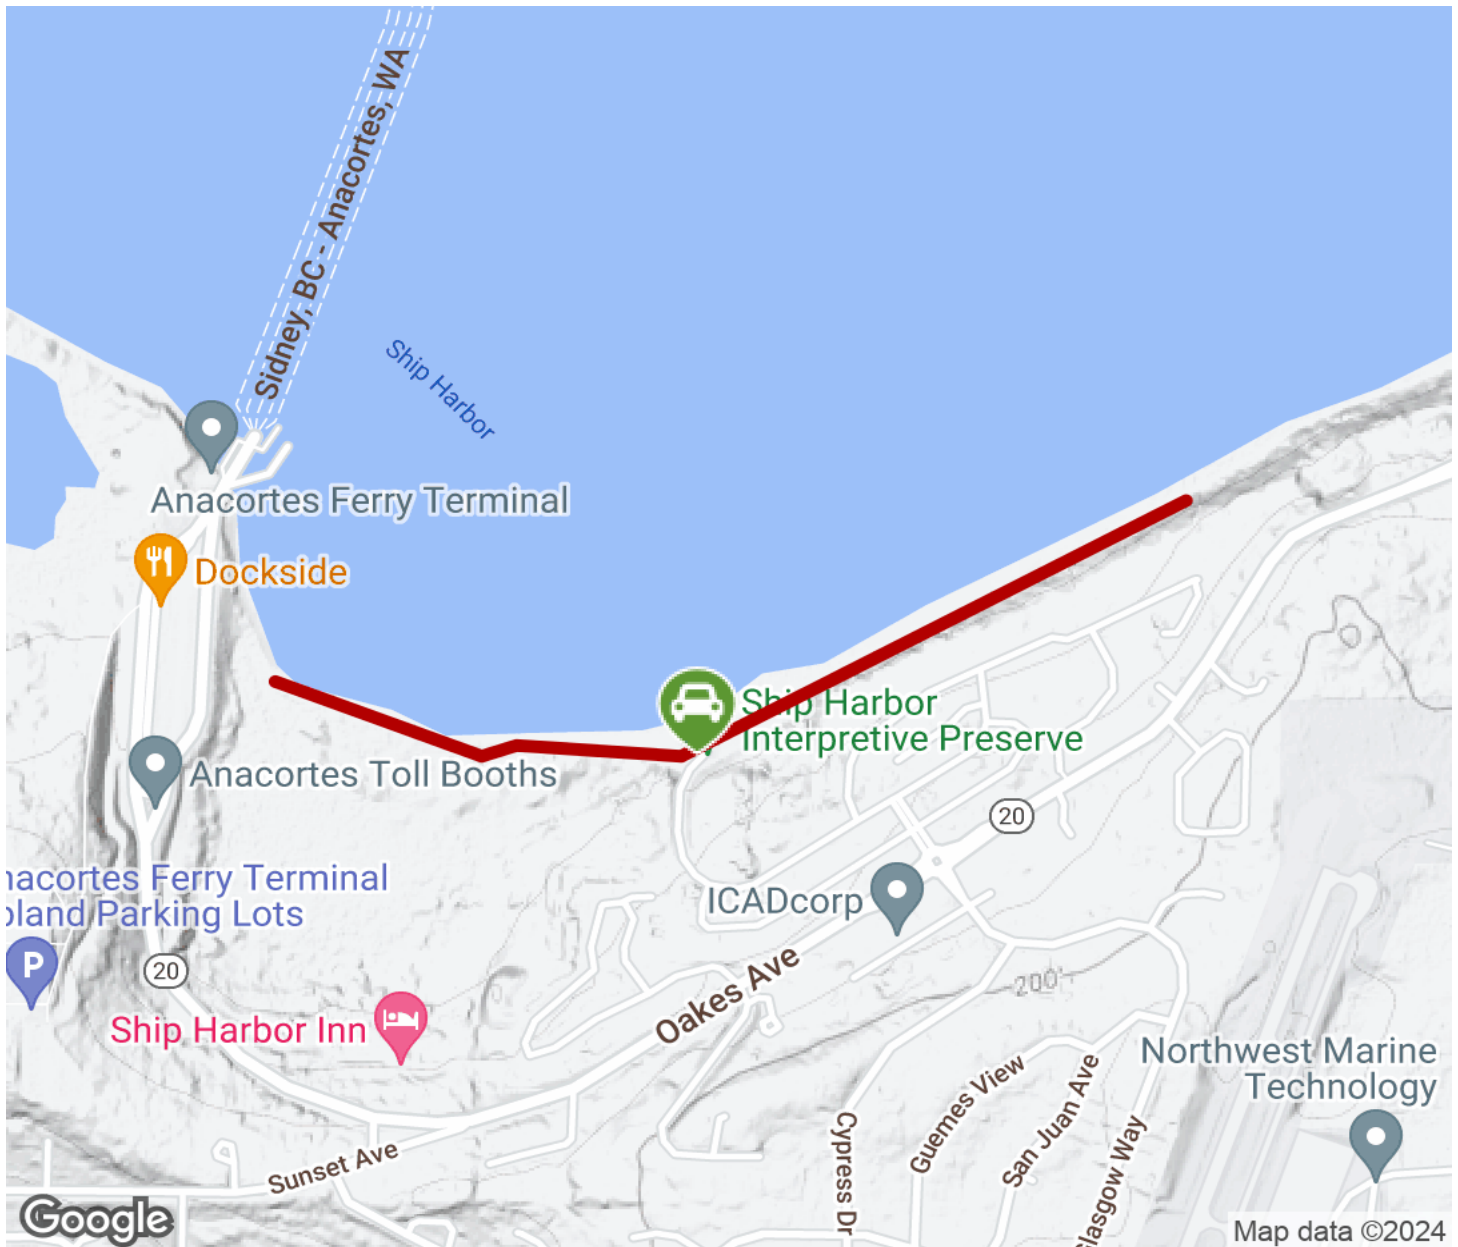 Sidney, BC - Anacortes, WA
Ship Harbor
Anacortes Ferry Terminal
Dockside
Ship Harbor
Interpretive Preserve
Anacortes Toll Booths
20
nacortes Ferry Terminal
pland Parking Lots
ICADcorp
P
20
Oakes Ave
200'
Ship Harbor Inn
Northwest Marine
Technology
Guemes View
San Juan Ave
Cypress Dr
Glasgow Way
Sunset Ave
Google
Map data ©2024